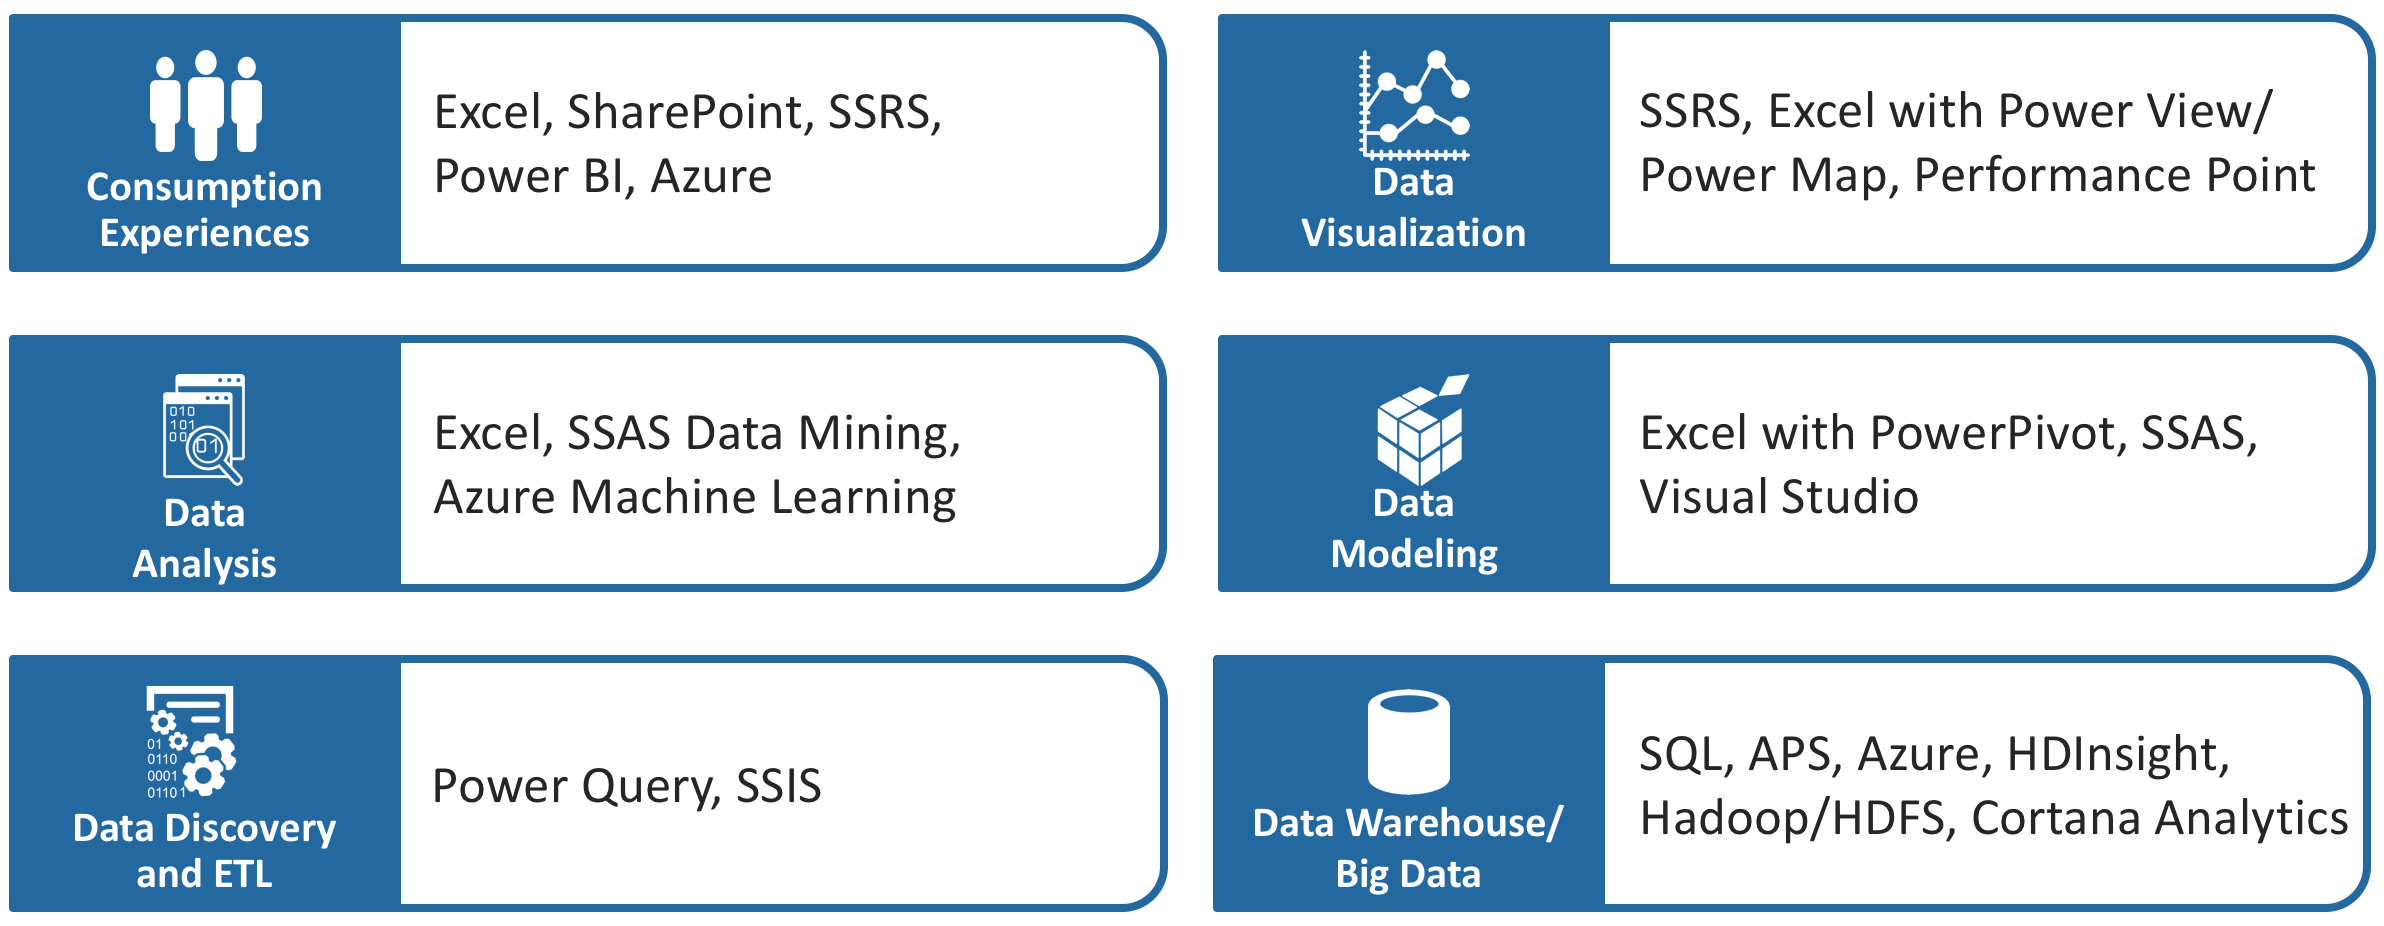 Consumption
Experiences
Excel, SharePoint, SSRS,
Power BI, Azure
Data
Visualization
SSRS, Excel with Power View/
Power Map, Performance Point
010
101
00
01
Data
Analysis
Excel, SSAS Data Mining,
Azure Machine Learning
Data
Modeling
Excel with PowerPivot, SSAS,
Visual Studio
01
0110
0001
01101
Data Discovery
and ETL
Power Query, SSIS
Data Warehouse/
Big Data
SQL, APS, Azure, HDInsight,
Hadoop/HDFS, Cortana Analytics